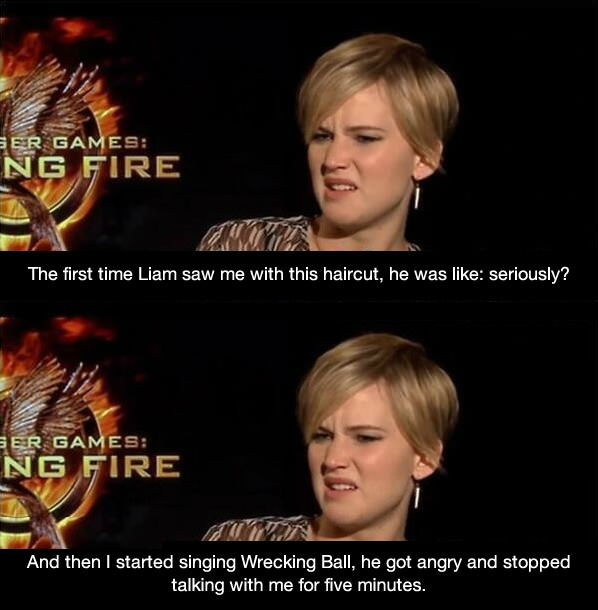 GER GAMES:
NG FIRE
The first time Liam saw me with this haircut, he was like: seriously?
GER GAMES:
NG FIRE
And then I started singing Wrecking Ball, he got angry and stopped
talking with me for five minutes.